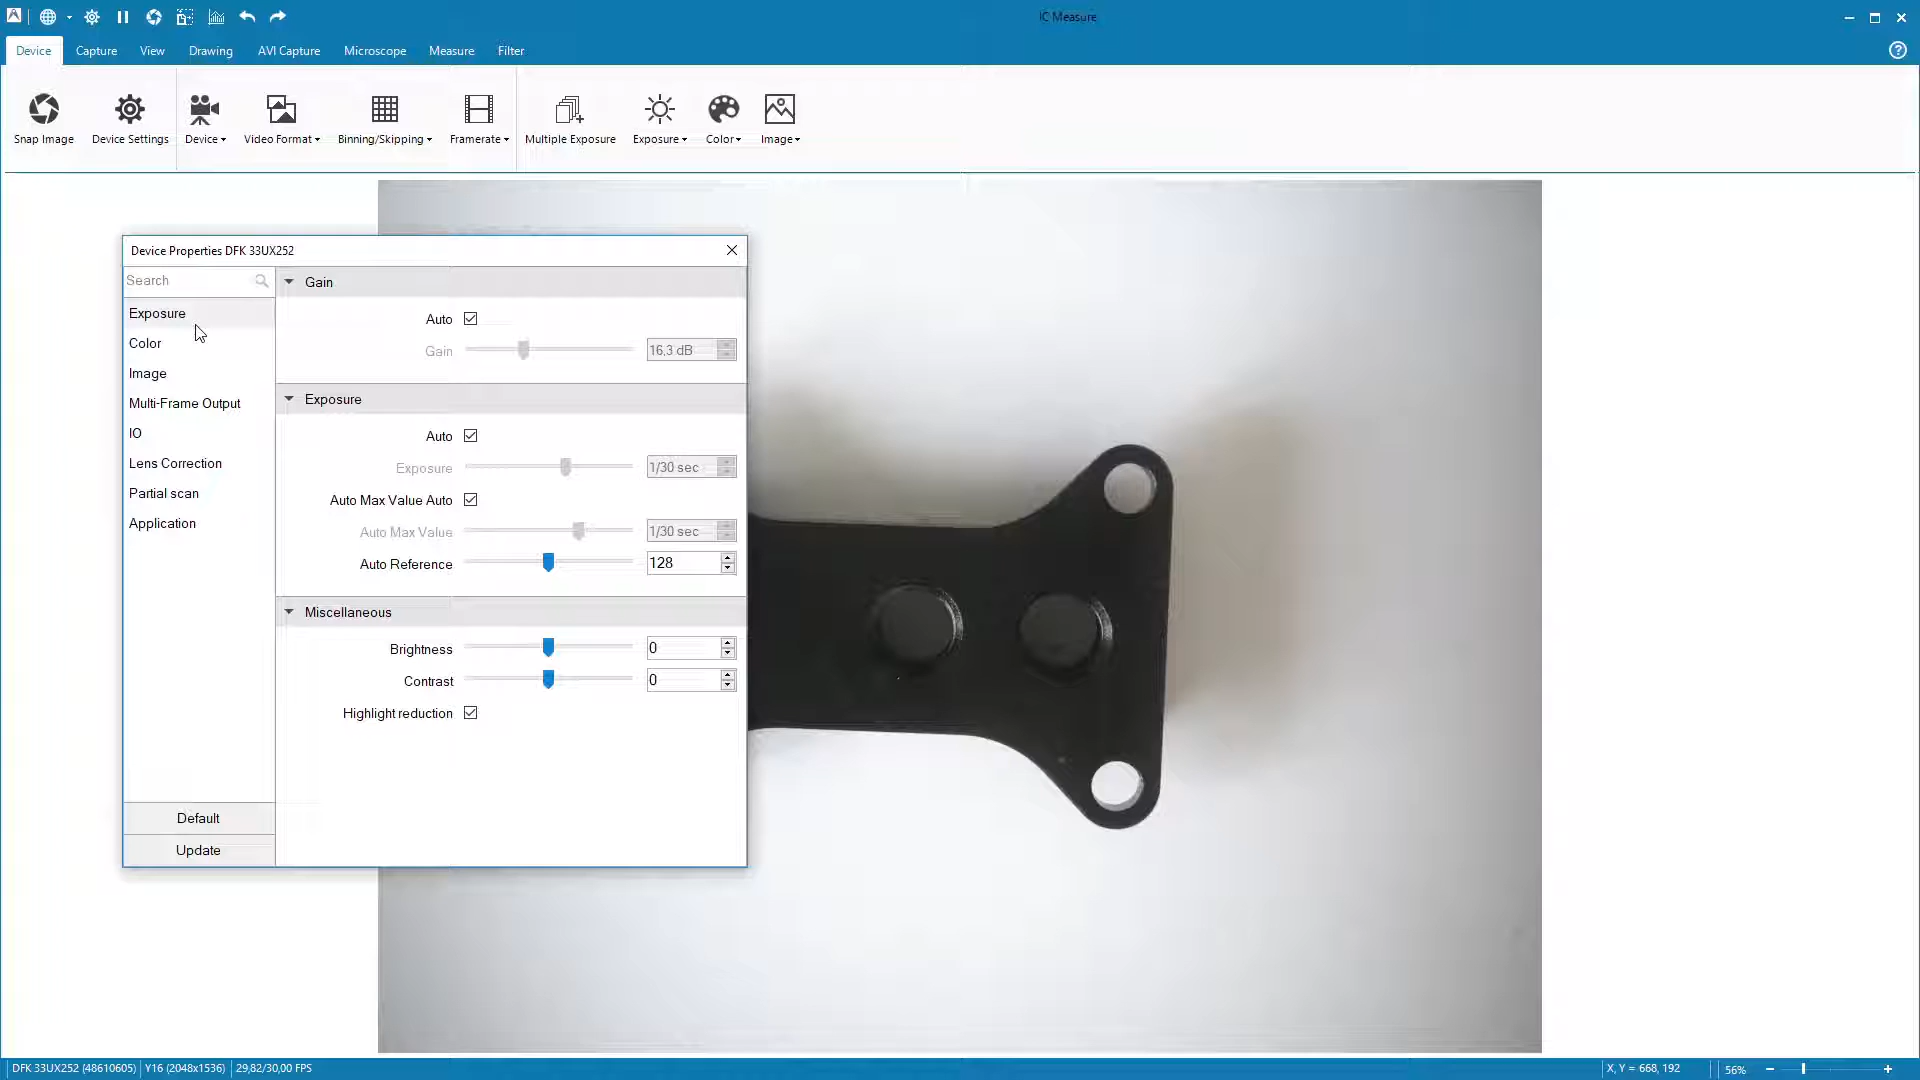 IC Measure
Device Capture View Drawing AVI Capture Microscope Measure Filter
Snap Image Device Settings Device Video Format Binning/Skipping Framerate Multiple Exposure Exposure Color Image
Device Properties DFK 33UX252
Search
Exposure
Color
Image
Multi-Frame Output
IO
Lens Correction
Partial scan
Application
Default
Update
Gain
Auto
Gain 16,3 dB
Exposure
Auto
Exposure 1/30 sec
Auto Max Value Auto
Auto Max Value 1/30 sec
Auto Reference 128
Miscellaneous
Brightness 0
Contrast 0
Highlight reduction
DFK 33UX252 (48610605) Y16 (2048x1536) 29,82/30,00 FPS X, Y = 668, 192 56%